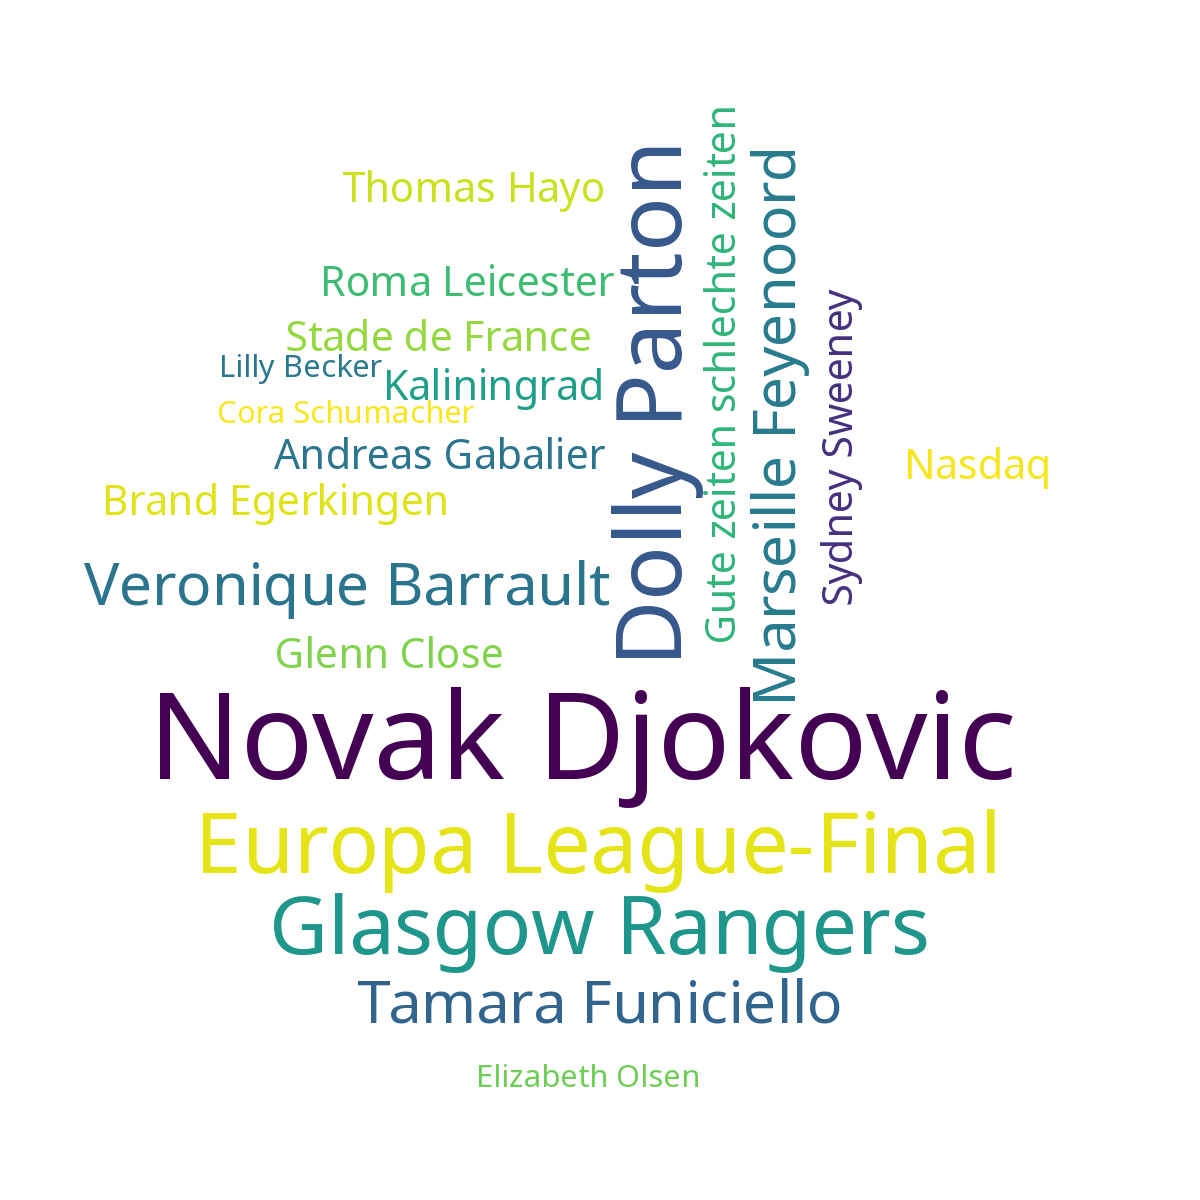 Thomas Hayo
Roma Leicester
Stade de France
Lilly Becker
Kaliningrad
Cora Schumacher
Andreas Gabalier
Brand Egerkingen
Veronique Barrault
Glenn Close
Dolly Parton
Gute zeiten schlechte zeiten
Marseille Feyenoord
Sydney Sweeney
Nasdaq
Novak Djokovic
Europa League-Final
Glasgow Rangers
Tamara Funiciello
Elizabeth Olsen